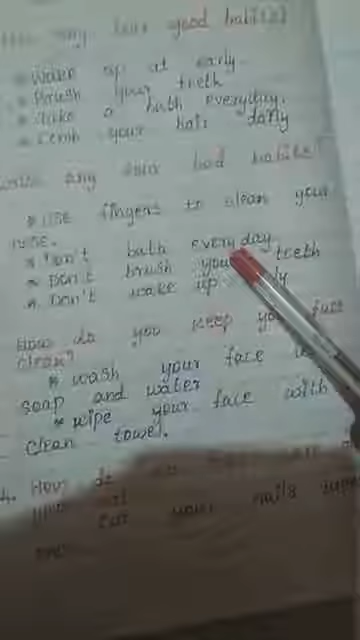 any four good habits?
* Wake up at early.
* Brush your teeth
* Take a bath everyday.
* Comb your hair daily
any four bad habits?
* use fingers to clean your
nose.
* Don't bath everyday
* Don't brush your teeth
* Don't wake up
How do you keep your face
clean?
* wash your face
soap and water
* wipe your face with
clean towel.
4. How do
cut your nails